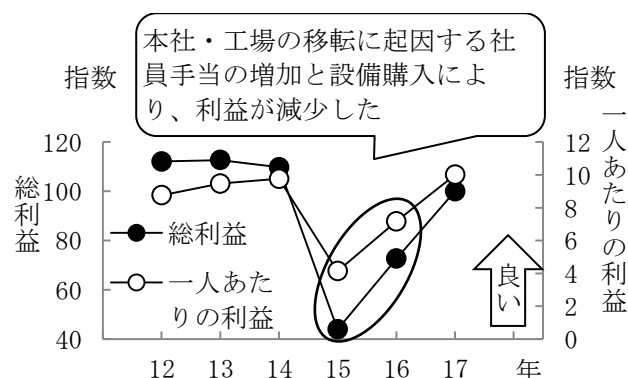 本社・工場の移転に起因する社
員手当の増加と設備購入によ
り、利益が減少した
指数
指数
120
100
80
60
40
総利益
12
10
8
6
4
2
0
一人あたりの利益
総利益
一人あた
りの利益
良い
12 13 14 15 16 17 年